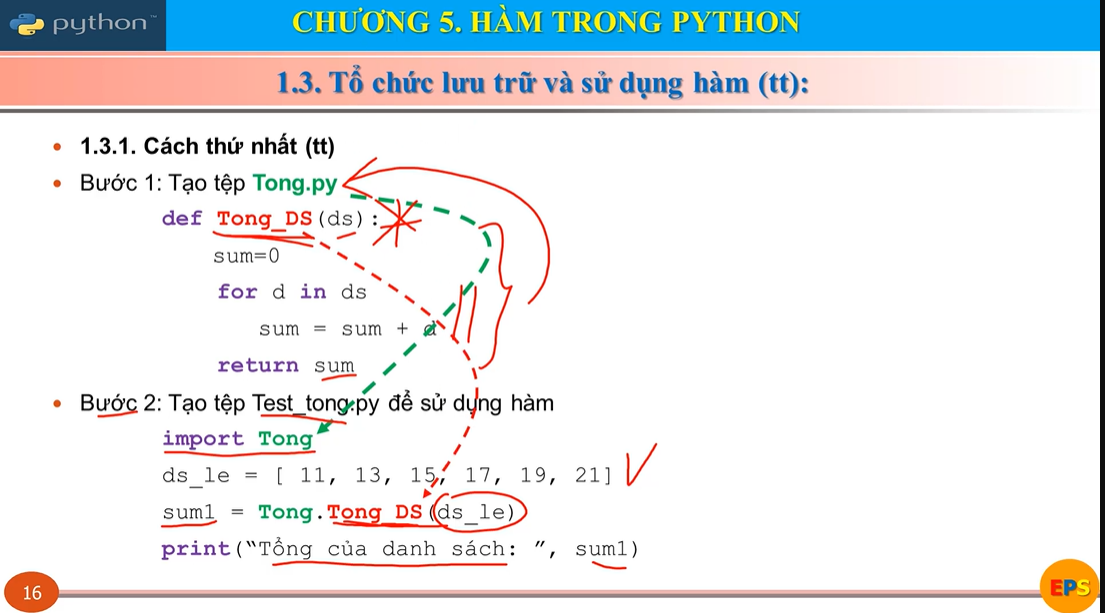 python™
CHƯƠNG 5. HÀM TRONG PYTHON
1.3. Tổ chức lưu trữ và sử dụng hàm (tt):
• 1.3.1. Cách thứ nhất (tt)
• Bước 1: Tạo tệp Tong.py
def Tong_DS(ds):
sum=0
for d in ds
sum = sum + d
return sum
• Bước 2: Tạo tệp Test_tong.py để sử dụng hàm
import Tong
ds_le = [ 11, 13, 15, 17, 19, 21]
sum1 = Tong.Tong_DS(ds_le)
print(“Tổng của danh sách: ”, sum1)
16
EPS